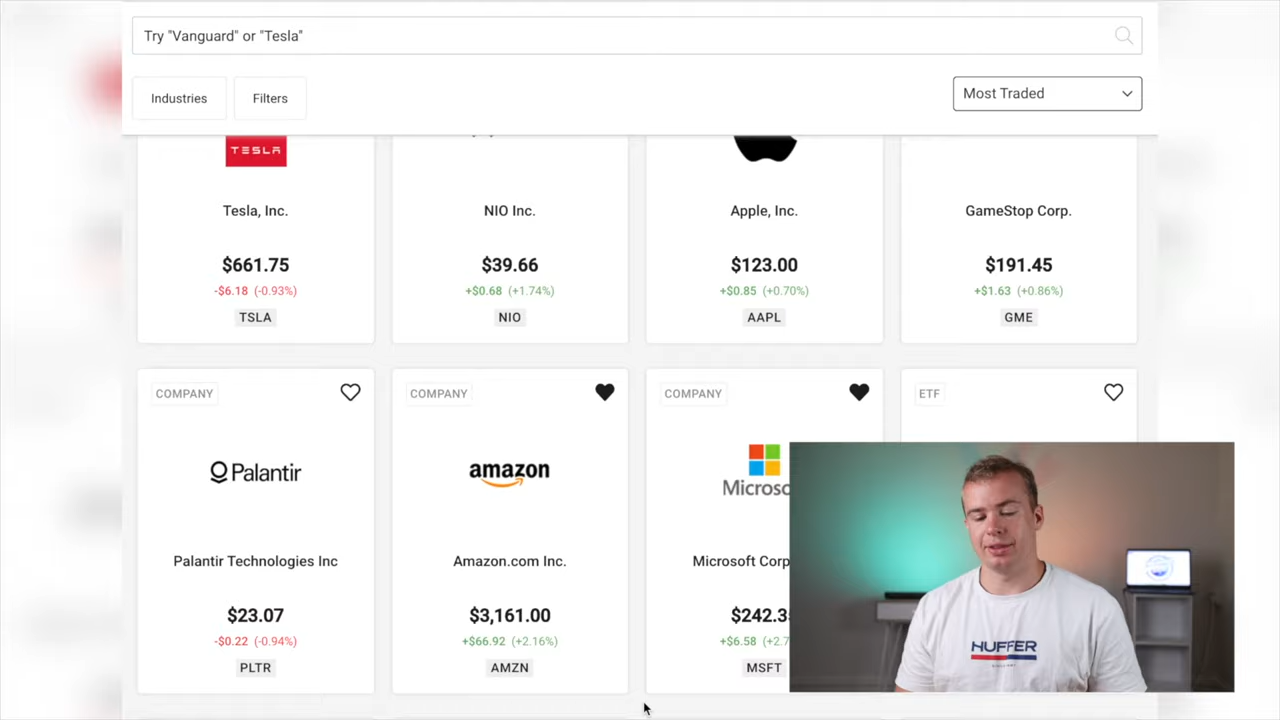 Try "Vanguard" or "Tesla"
Industries
Filters
Most Traded
TESLA
Tesla, Inc.
NIO Inc.
Apple, Inc.
GameStop Corp.
$661.75
$39.66
$123.00
$191.45
-$6.18 (-0.93%)
+$0.68 (+1.74%)
+$0.85 (+0.70%)
+$1.63 (+0.86%)
TSLA
NIO
AAPL
GME
COMPANY
COMPANY
COMPANY
ETF
Palantir
amazon
Microso
Palantir Technologies Inc
Amazon.com Inc.
Microsoft Corp
$23.07
$3,161.00
$242.3
-$0.22 (-0.94%)
+$66.92 (+2.16%)
+$6.58 (+2.7
PLTR
AMZN
MSFT
HUFFER